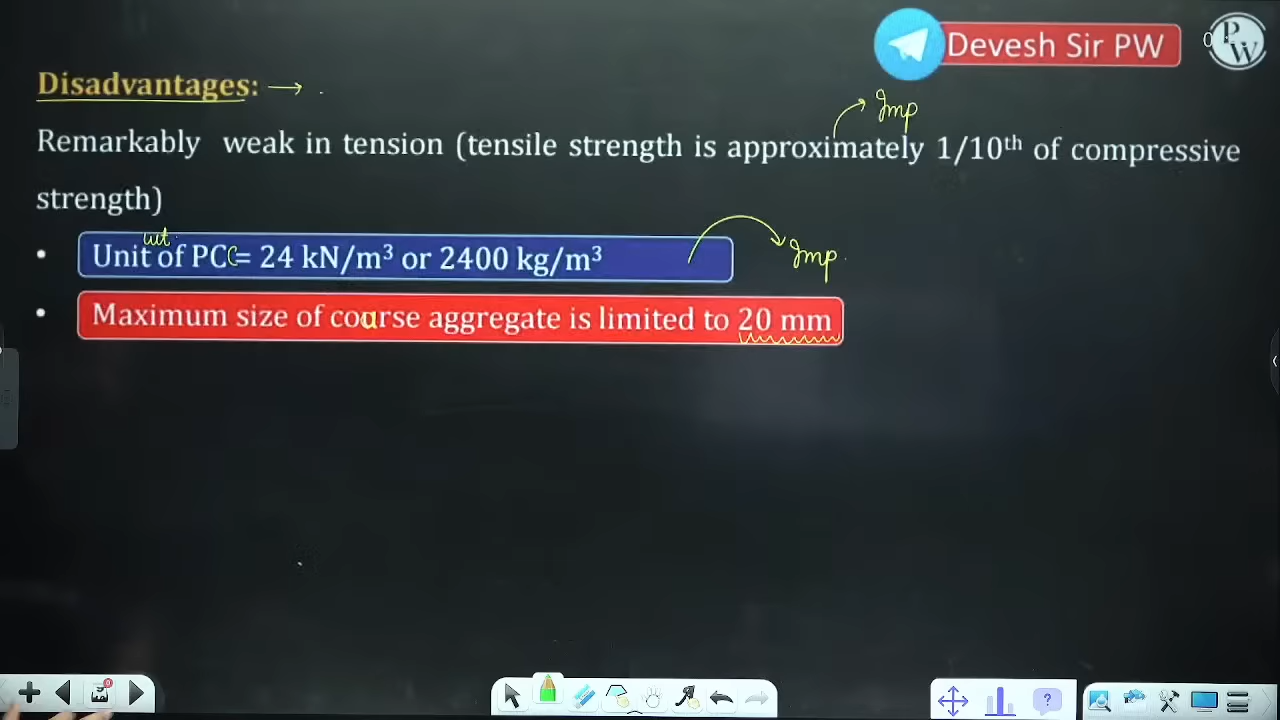 Devesh Sir PW
PW
Disadvantages: →
Imp
Remarkably weak in tension (tensile strength is approximately 1/10th of compressive
strength)
wt
• Unit of PCC = 24 kN/m³ or 2400 kg/m³
Imp
• Maximum size of course aggregate is limited to 20 mm